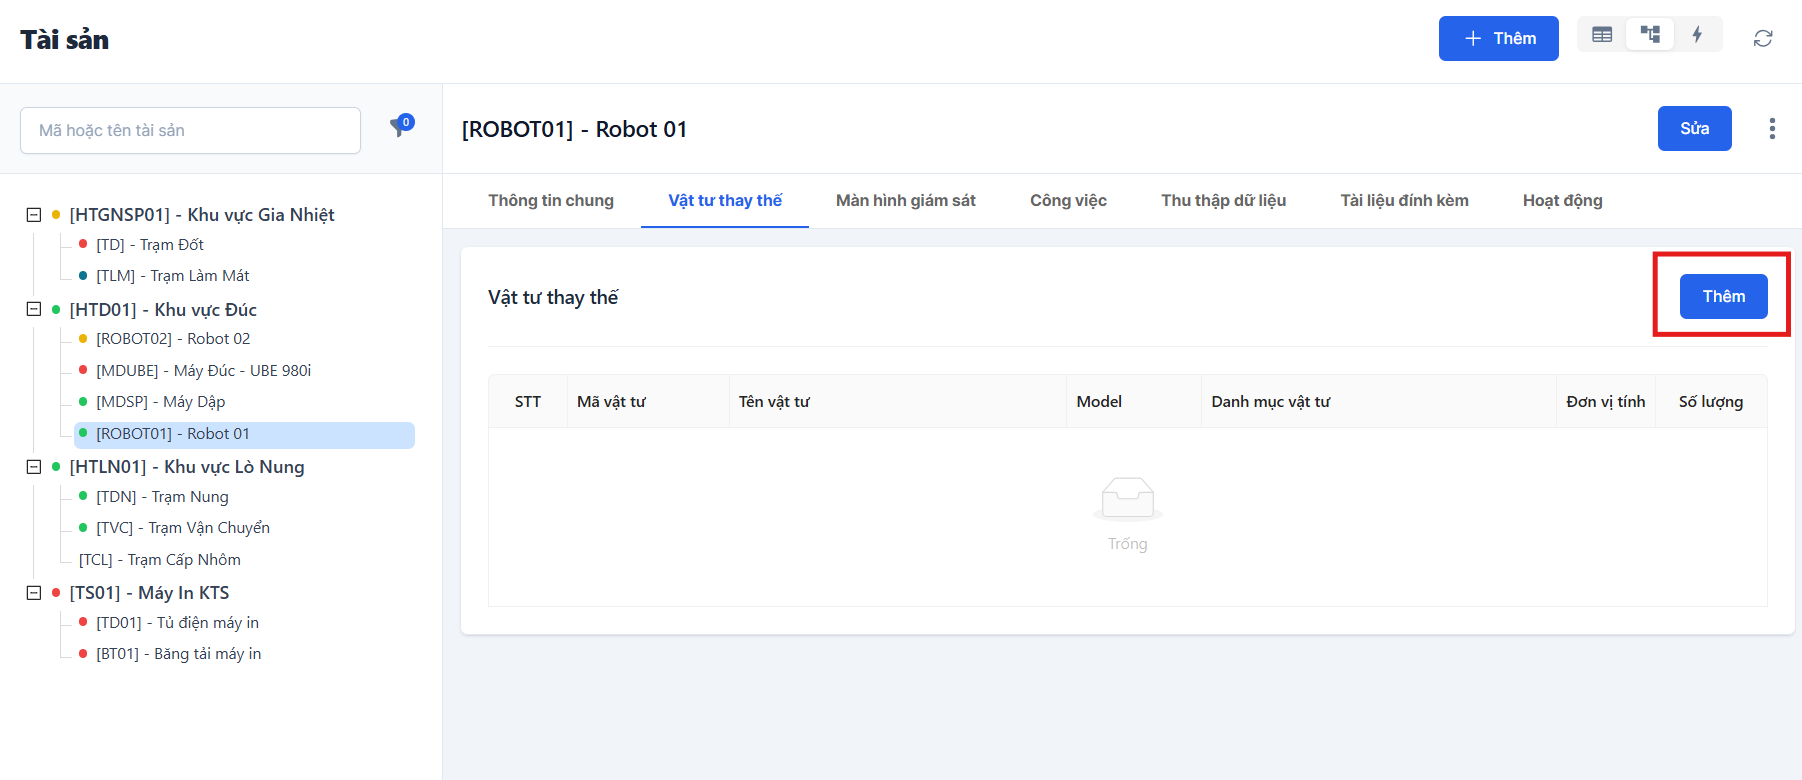 Tài sản
Thêm
Mã hoặc tên tài sản
0
[HTGNSP01] - Khu vực Gia Nhiệt
[TD] - Trạm Đốt
[TLM] - Trạm Làm Mát
[HTD01] - Khu vực Đúc
[ROBOT02] - Robot 02
[MDUBE] - Máy Đúc - UBE 980i
[MDSP] - Máy Dập
[ROBOT01] - Robot 01
[HTLN01] - Khu vực Lò Nung
[TDN] - Trạm Nung
[TVC] - Trạm Vận Chuyển
[TCL] - Trạm Cấp Nhôm
[TS01] - Máy In KTS
[TD01] - Tủ điện máy in
[BT01] - Băng tải máy in
[ROBOT01] - Robot 01
Sửa
Thông tin chung Vật tư thay thế Màn hình giám sát Công việc Thu thập dữ liệu Tài liệu đính kèm Hoạt động
Vật tư thay thế
Thêm
STT Mã vật tư Tên vật tư Model Danh mục vật tư Đơn vị tính Số lượng
Trống